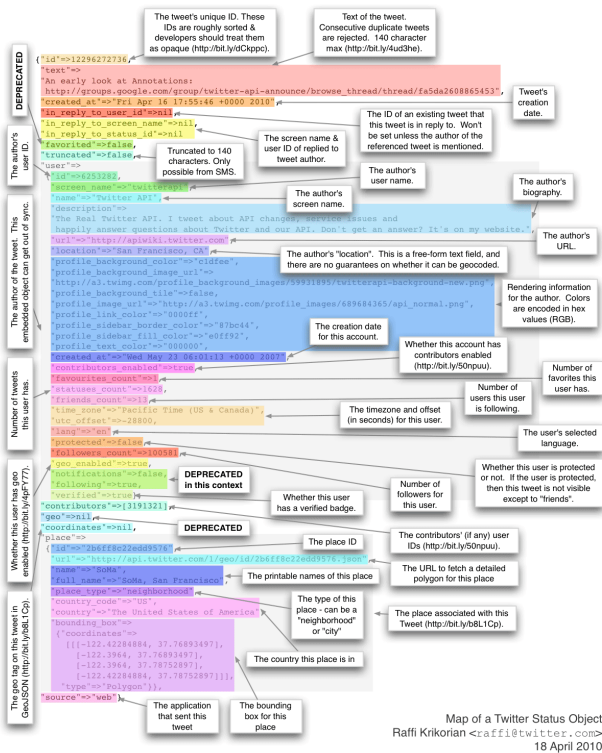 The tweet's unique ID. These
IDs are roughly sorted &
developers should treat them
as opaque (http://bit.ly/dCkppc).
Text of the tweet.
Consecutive duplicate tweets
are rejected. 140 character
max (http://bit.ly/4ud3he).
{"id"=>12296272736,
"text"=>
"An early look at Annotations:
http://groups.google.com/group/twitter-api-announce/browse_thread/thread/fa5da2608865453",
"created_at"=>"Fri Apr 16 17:55:46 +0000 2010",
Tweet's
creation
date.
DEPRECATED
"in_reply_to_user_id"=>nil,
"in_reply_to_screen_name"=>nil,
"in_reply_to_status_id"=>nil
The ID of an existing tweet that
this tweet is in reply to. Won't
be set unless the author of the
referenced tweet is mentioned.
The screen name &
user ID of replied to
tweet author.
"favorited"=>false,
"truncated"=>false,
Truncated to 140
characters. Only
possible from SMS.
The author's
user ID.
"user"=>
{"id"=>6253282,
"screen_name"=>"twitterapi",
The author's
user name.
"name"=>"Twitter API",
The author's
screen name.
The author's
biography.
"description"=>
"The Real Twitter API. I tweet about API changes, service issues and
happily answer questions about Twitter and our API. Don't get an answer? It's on my website.",
"url"=>"http://apiwiki.twitter.com",
The author's
URL.
"location"=>"San Francisco, CA",
The author's "location". This is a free-form text field, and
there are no guarantees on whether it can be geocoded.
The author of the tweet. This
embedded object can get out of sync.
"profile_background_color"=>"c1dfee",
"profile_background_image_url"=>
"http://a3.twimg.com/profile_background_images/59931895/twitterapi-background-new.png",
"profile_background_tile"=>false,
"profile_image_url"=>"http://a3.twimg.com/profile_images/689684365/api_normal.png",
"profile_link_color"=>"0000ff",
"profile_sidebar_border_color"=>"87bc44",
"profile_sidebar_fill_color"=>"e0ff92",
"profile_text_color"=>"000000",
Rendering information
for the author. Colors
are encoded in hex
values (RGB).
The creation date
for this account.
"created_at"=>"Wed May 23 06:01:13 +0000 2007",
"contributors_enabled"=>true,
Whether this account has
contributors enabled
(http://bit.ly/50npuu).
"favourites_count"=>1,
Number of
favorites this
user has.
Number of tweets
this user has.
"statuses_count"=>1628,
"friends_count"=>13,
Number of
users this user
is following.
"time_zone"=>"Pacific Time (US & Canada)",
"utc_offset"=>-28800,
The timezone and offset
(in seconds) for this user.
"lang"=>"en",
The user's selected
language.
"protected"=>false,
"followers_count"=>100581,
Whether this user is protected
or not. If the user is protected,
then this tweet is not visible
except to "friends".
Whether this user has geo
enabled (http://bit.ly/4pFY77).
"geo_enabled"=>true,
"notifications"=>false,
"following"=>true,
DEPRECATED
in this context
Number of
followers for
this user.
"verified"=>true},
Whether this user
has a verified badge.
"contributors"=>[3191321],
The contributors' (if any) user
IDs (http://bit.ly/50npuu).
"geo"=>nil,
DEPRECATED
"coordinates"=>nil,
"place"=>
{"id"=>"2b6ff8c22edd9576",
The place ID
"url"=>"http://api.twitter.com/1/geo/id/2b6ff8c22edd9576.json",
The URL to fetch a detailed
polygon for this place
"name"=>"SoMa",
"full_name"=>"SoMa, San Francisco",
The printable names of this place
"place_type"=>"neighborhood",
The type of this
place - can be a
"neighborhood"
or "city"
"country_code"=>"US",
"country"=>"The United States of America",
The place associated with this
Tweet (http://bit.ly/b8L1Cp).
The country this place is in
The geo tag on this tweet in
GeoJSON (http://bit.ly/b8L1Cp).
"bounding_box"=>
{"coordinates"=>
[[[-122.42284884, 37.76893497],
[-122.3964, 37.76893497],
[-122.3964, 37.78752897],
[-122.42284884, 37.78752897]]],
"type"=>"Polygon"}},
The bounding
box for this
place
"source"=>"web"}
The application
that sent this
tweet
Map of a Twitter Status Object
Raffi Krikorian <raffi@twitter.com>
18 April 2010